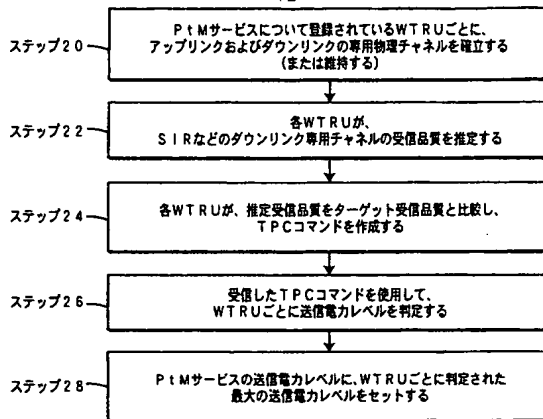 ステップ20
PtMサービスについて登録されているWTRUごとに、
アップリンクおよびダウンリンクの専用物理チャネルを確立する
(または維持する)
ステップ22
各WTRUが、
SIRなどのダウンリンク専用チャネルの受信品質を推定する
ステップ24
各WTRUが、推定受信品質をターゲット受信品質と比較し、
TPCコマンドを作成する
ステップ26
受信したTPCコマンドを使用して、
WTRUごとに送信電力レベルを判定する
ステップ28
PtMサービスの送信電力レベルに、WTRUごとに判定された
最大の送信電力レベルをセットする